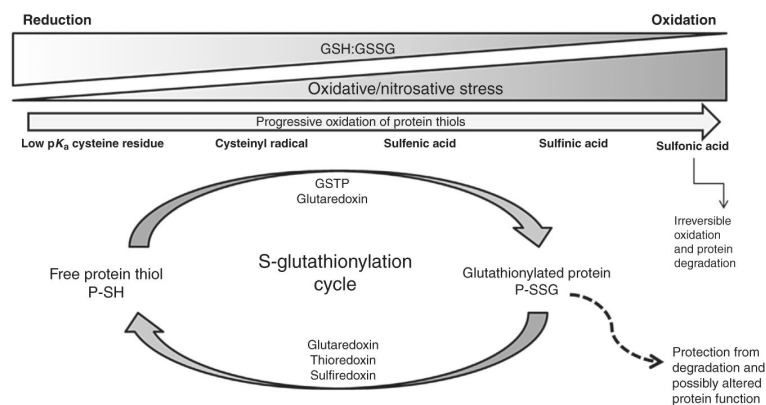 Reduction
Oxidation
GSH:GSSG
Oxidative/nitrosative stress
Progressive oxidation of protein thiols
Low pKa cysteine residue
Cysteinyl radical
Sulfenic acid
Sulfinic acid
Sulfonic acid
Irreversible
oxidation
and protein
degradation
GSTP
Glutaredoxin
S-glutathionylation
cycle
Free protein thiol
P-SH
Glutathionylated protein
P-SSG
Glutaredoxin
Thioredoxin
Sulfiredoxin
Protection from
degradation and
possibly altered
protein function